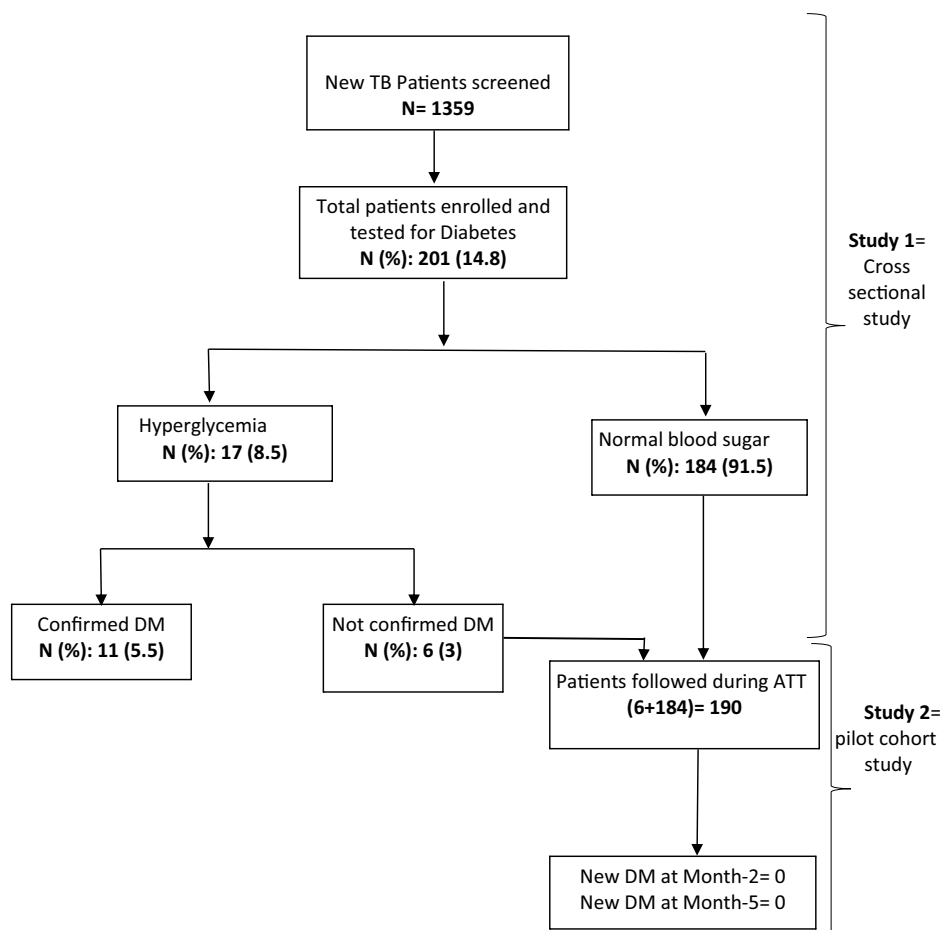 New TB Patients screened
N= 1359
Total patients enrolled and
tested for Diabetes
N (%): 201 (14.8)
Study 1=
Cross
sectional
study
Hyperglycemia
N (%): 17 (8.5)
Normal blood sugar
N (%): 184 (91.5)
Confirmed DM
N (%): 11 (5.5)
Not confirmed DM
N (%): 6 (3)
Patients followed during ATT
(6+184)= 190
Study 2=
pilot cohort
study
New DM at Month-2= 0
New DM at Month-5= 0